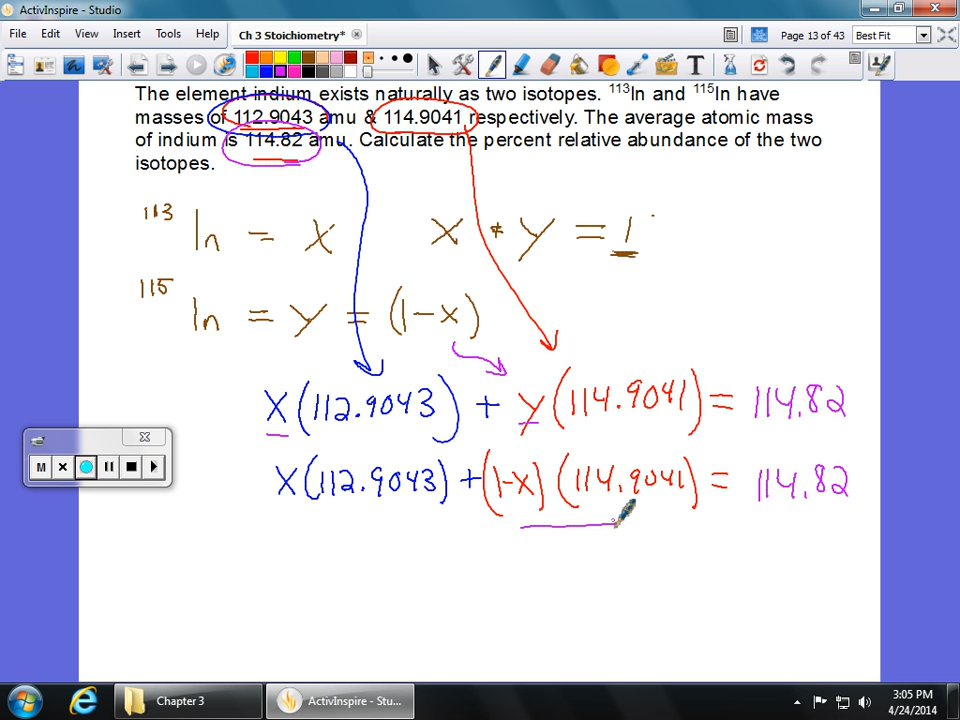 ActivInspire - Studio
File Edit View Insert Tools Help Ch 3 Stoichiometry* Page 13 of 43 Best Fit
The element indium exists naturally as two isotopes. ¹¹³In and ¹¹⁵In have
masses of 112.9043 amu & 114.9041 respectively. The average atomic mass
of indium is 114.82 amu. Calculate the percent relative abundance of the two
isotopes.
¹¹³In = X X + Y = 1
¹¹⁵In = Y = (1-x)
X(112.9043) + y(114.9041) = 114.82
X(112.9043) + (1-x)(114.9041) = 114.82
M
Chapter 3 ActivInspire - Stu... 3:05 PM
4/24/2014